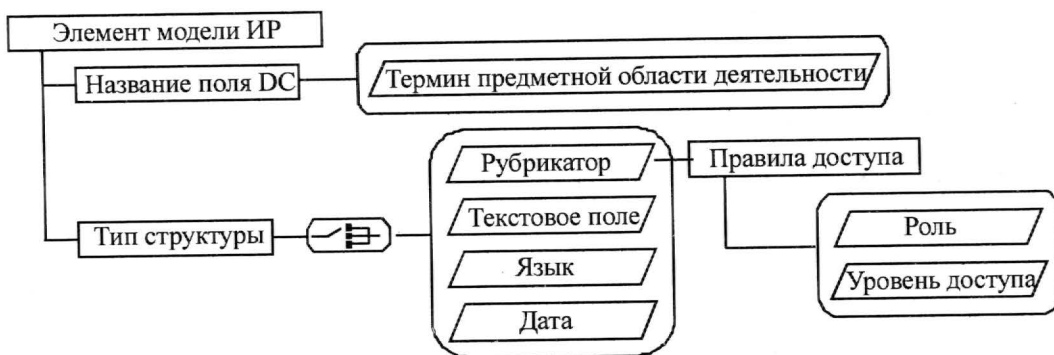 Элемент модели ИР
Название поля DC
Термин предметной области деятельности
Рубрикатор
Правила доступа
Текстовое поле
Роль
Тип структуры
Язык
Уровень доступа
Дата